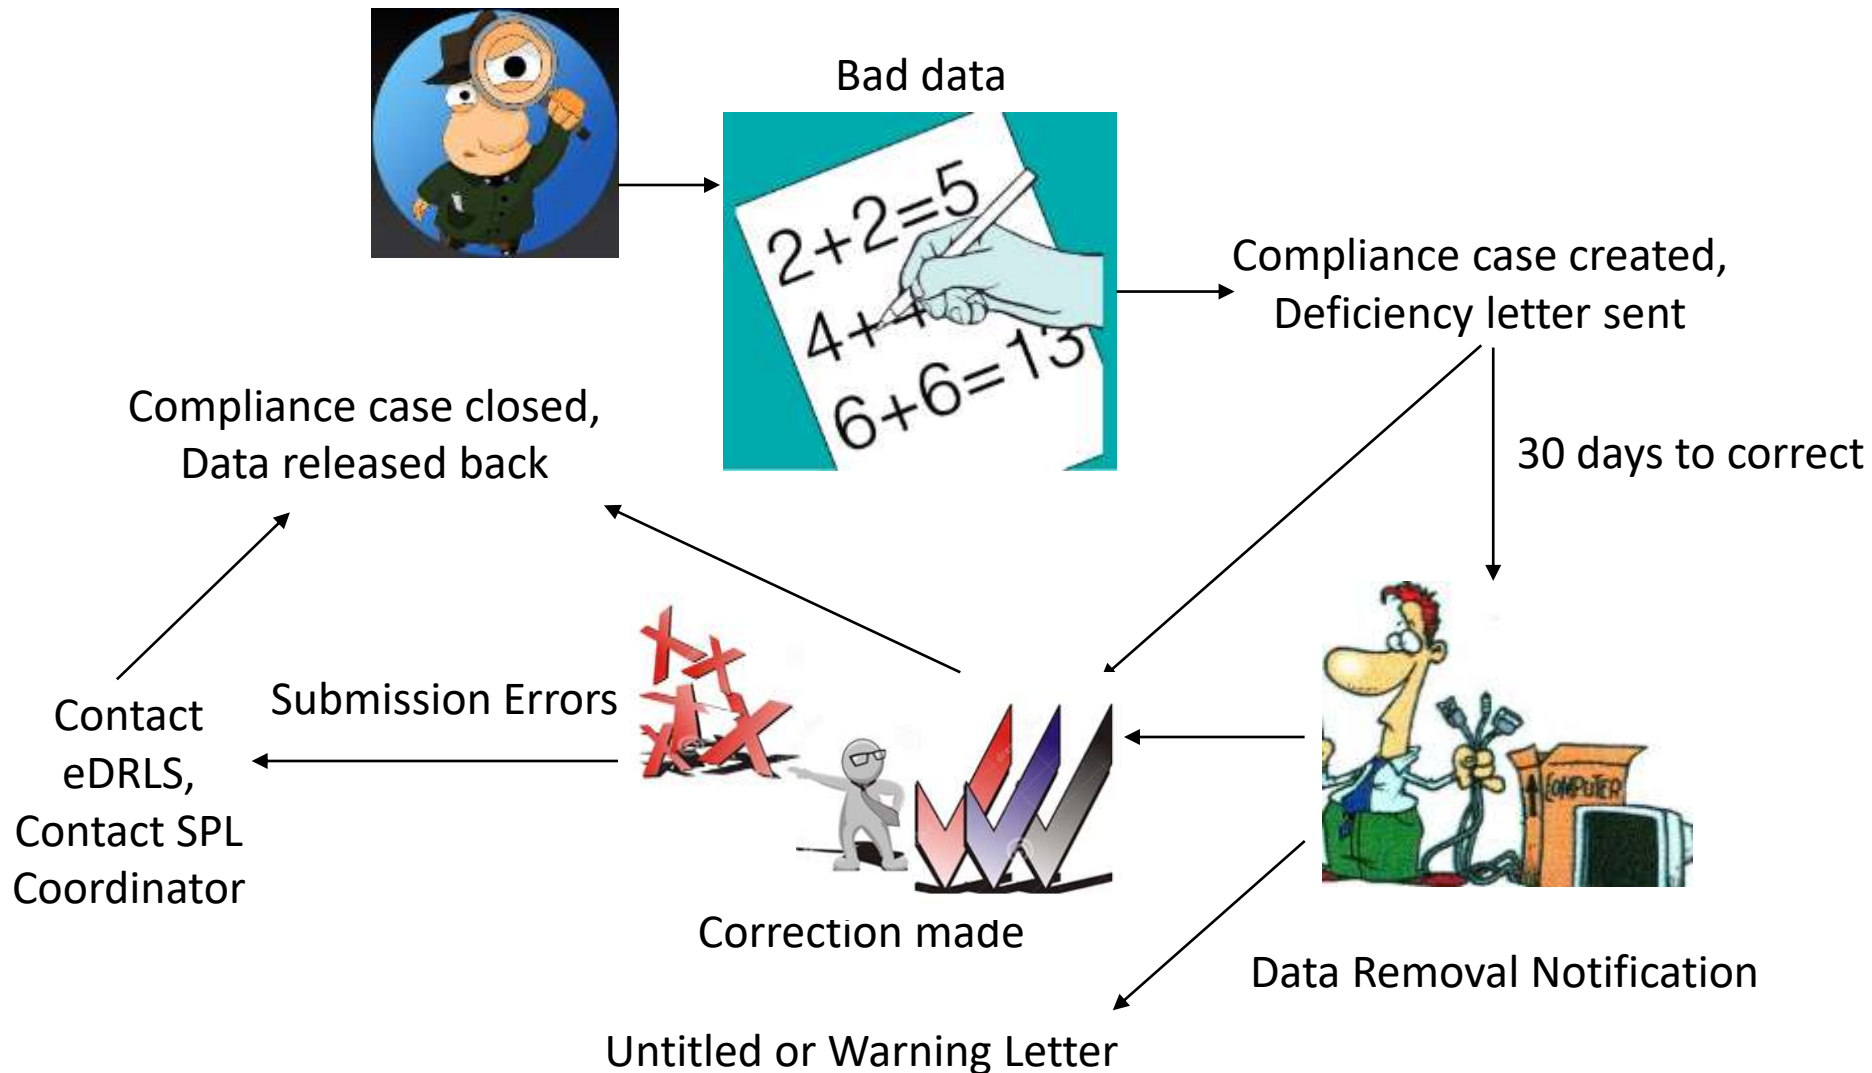 Bad data
2+2=5
4+
6+6=13
Compliance case created,
Deficiency letter sent
Compliance case closed,
Data released back
30 days to correct
Submission Errors
Contact
eDRLS,
Contact SPL
Coordinator
COMPUTER
Correction made
Data Removal Notification
Untitled or Warning Letter